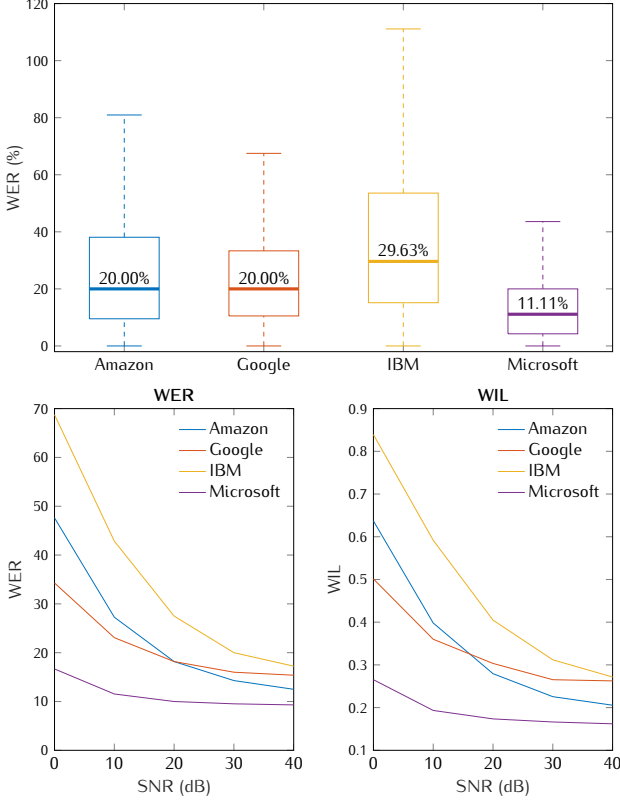 120
100
80
60
40
20
0
WER (%)
20.00%
20.00%
29.63%
11.11%
Amazon
Google
IBM
Microsoft
WER
70
60
50
40
30
20
10
0
WER
Amazon
Google
IBM
Microsoft
0
10
20
30
40
SNR (dB)
WIL
0.9
0.8
0.7
0.6
0.5
0.4
0.3
0.2
0.1
WIL
Amazon
Google
IBM
Microsoft
0
10
20
30
40
SNR (dB)